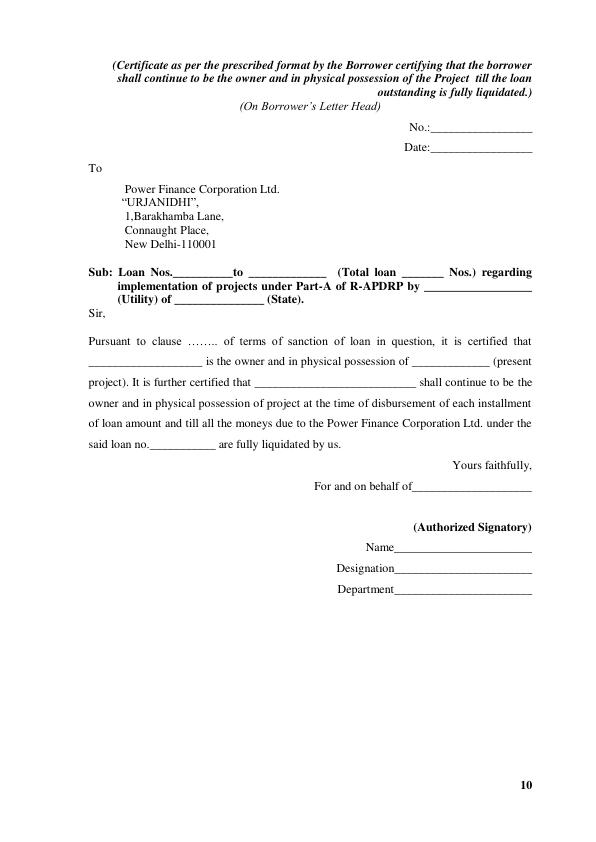 (Certificate as per the prescribed format by the Borrower certifying that the borrower
shall continue to be the owner and in physical possession of the Project till the loan
outstanding is fully liquidated.)
(On Borrower's Letter Head)
No.:_________________
Date:_________________
To
Power Finance Corporation Ltd.
“URJANIDHI”,
1,Barakhamba Lane,
Connaught Place,
New Delhi-110001
Sub: Loan Nos.__________to _____________ (Total loan _______ Nos.) regarding
implementation of projects under Part-A of R-APDRP by __________________
(Utility) of _______________ (State).
Sir,
Pursuant to clause …….. of terms of sanction of loan in question, it is certified that
___________________ is the owner and in physical possession of _____________ (present
project). It is further certified that ___________________________ shall continue to be the
owner and in physical possession of project at the time of disbursement of each installment
of loan amount and till all the moneys due to the Power Finance Corporation Ltd. under the
said loan no.___________ are fully liquidated by us.
Yours faithfully,
For and on behalf of____________________
(Authorized Signatory)
Name_______________________
Designation_______________________
Department_______________________
10